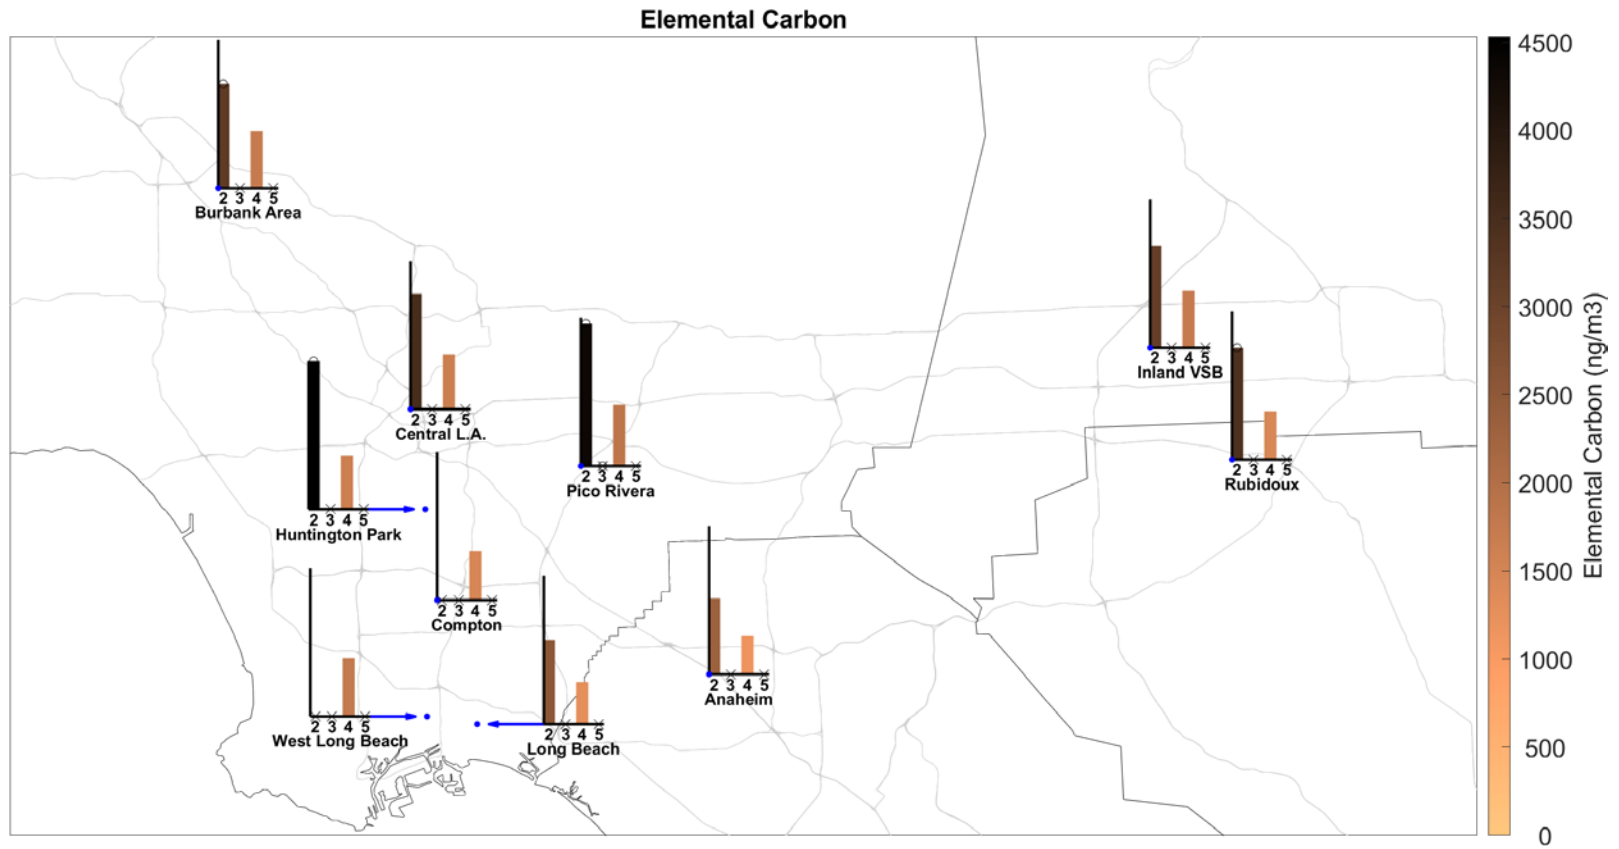 Elemental Carbon
2 3 4 5
Burbank Area
2 3 4 5
Central L.A.
2 3 4 5
Inland VSB
2 3 4 5
Rubidoux
2 3 4 5
Pico Rivera
2 3 4 5
Huntington Park
2 3 4 5
Compton
2 3 4 5
Anaheim
2 3 4 5
West Long Beach
2 3 4 5
Long Beach
4500
4000
3500
3000
2500
2000
1500
1000
500
0
Elemental Carbon (ng/m3)